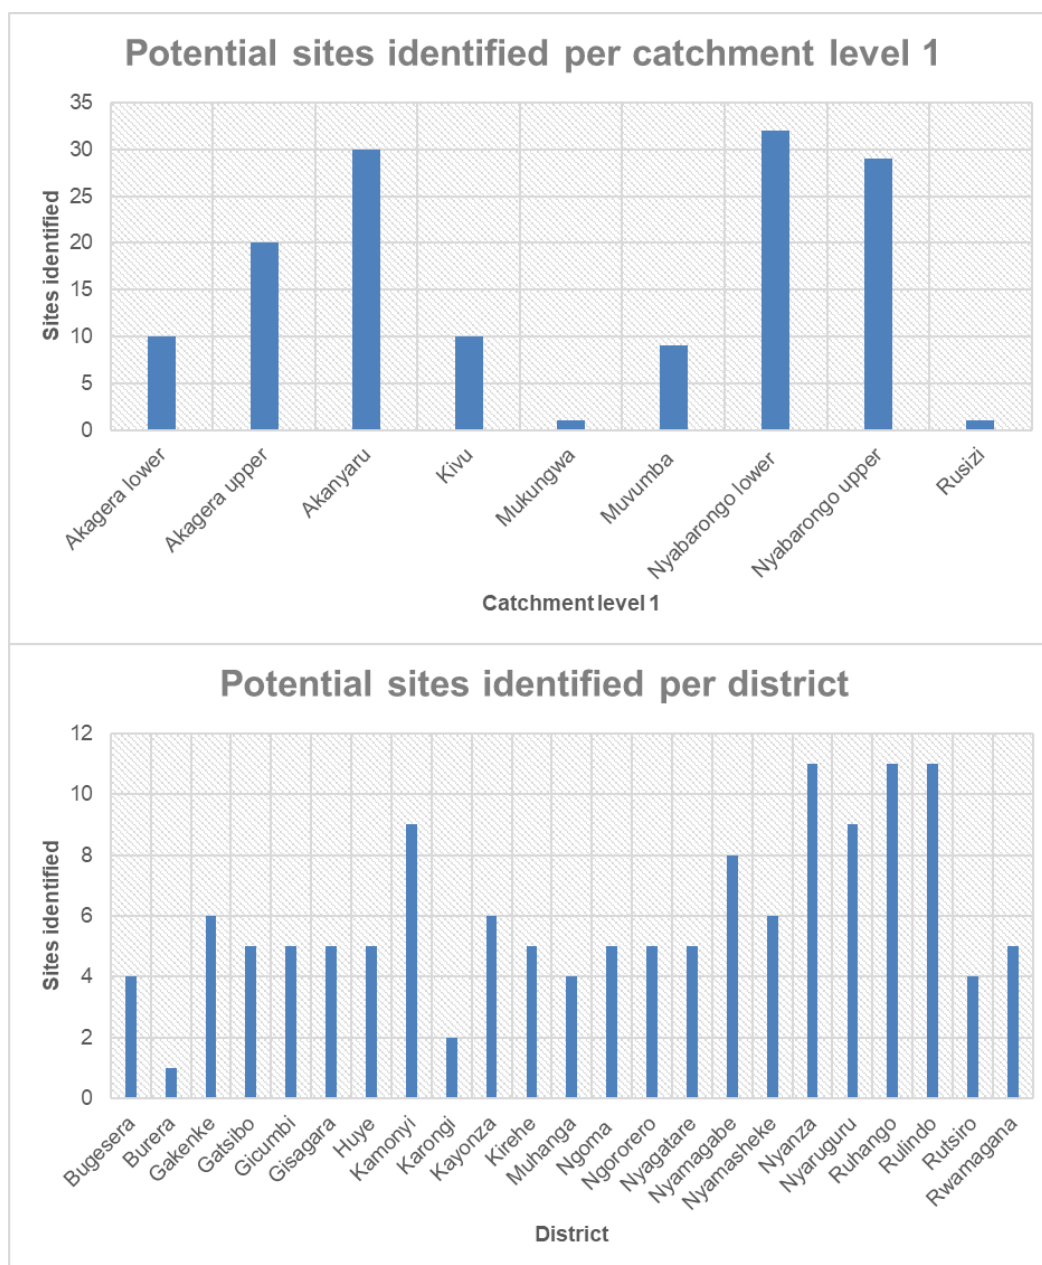 Potential sites identified per catchment level 1
35
30
25
20
15
10
5
0
Sites identified
Akagera lower
Akagera upper
Akanyaru
Kivu
Mukungwa
Muvumba
Nyabarongo lower
Nyabarongo upper
Rusizi
Catchment level 1
Potential sites identified per district
12
10
8
6
4
2
0
Sites identified
Bugesera
Burera
Gakenke
Gatsibo
Gicumbi
Gisagara
Huye
Kamonyi
Karongi
Kayonza
Kirehe
Muhanga
Ngoma
Ngororero
Nyagatare
Nyamagabe
Nyamasheke
Nyanza
Nyaruguru
Ruhango
Rulindo
Rutsiro
Rwamagana
District